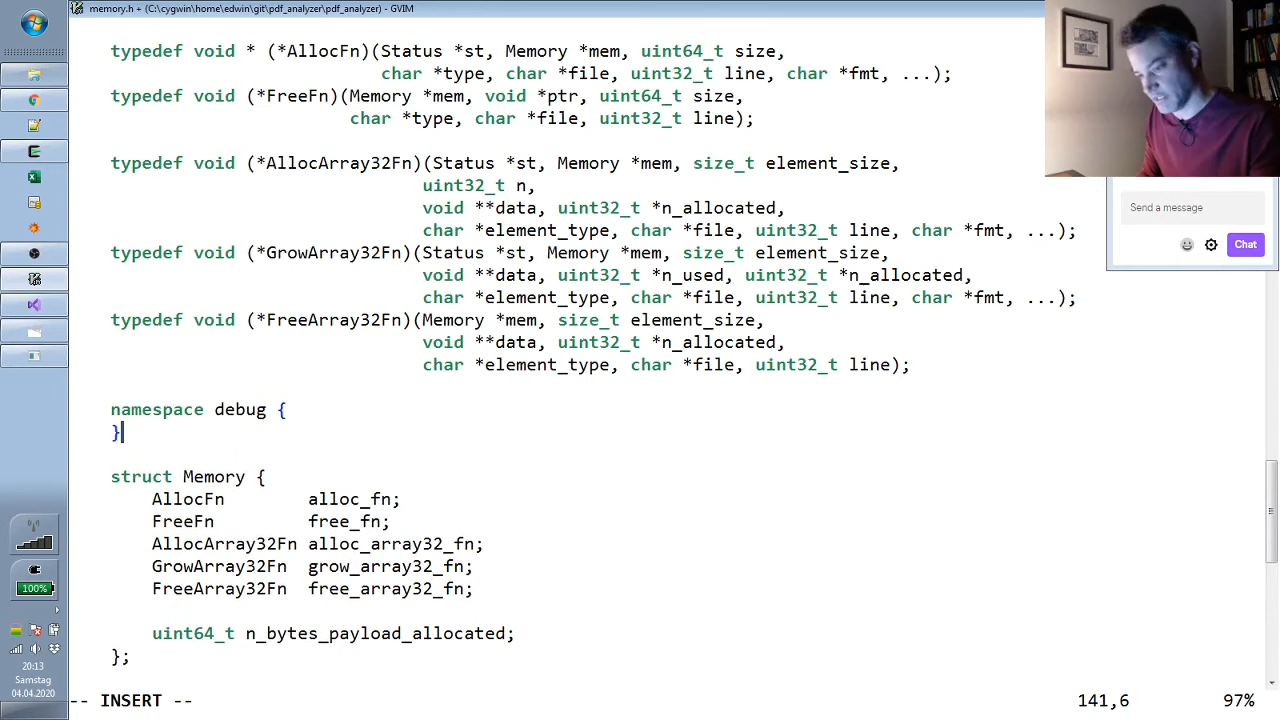 memory.h + (C:\cygwin\home\edwin\git\pdf_analyzer\pdf_analyzer) - GVIM
typedef void * (*AllocFn)(Status *st, Memory *mem, uint64_t size,
char *type, char *file, uint32_t line, char *fmt, ...);
typedef void (*FreeFn)(Memory *mem, void *ptr, uint64_t size,
char *type, char *file, uint32_t line);
typedef void (*AllocArray32Fn)(Status *st, Memory *mem, size_t element_size,
uint32_t n,
void **data, uint32_t *n_allocated,
char *element_type, char *file, uint32_t line, char *fmt, ...);
typedef void (*GrowArray32Fn)(Status *st, Memory *mem, size_t element_size,
void **data, uint32_t *n_used, uint32_t *n_allocated,
char *element_type, char *file, uint32_t line, char *fmt, ...);
typedef void (*FreeArray32Fn)(Memory *mem, size_t element_size,
void **data, uint32_t *n_allocated,
char *element_type, char *file, uint32_t line);
namespace debug {
}
struct Memory {
AllocFn alloc_fn;
FreeFn free_fn;
AllocArray32Fn alloc_array32_fn;
GrowArray32Fn grow_array32_fn;
FreeArray32Fn free_array32_fn;
uint64_t n_bytes_payload_allocated;
};
-- INSERT -- 141,6 97%
Send a message
Chat
100%
20:13
Samstag
04.04.2020